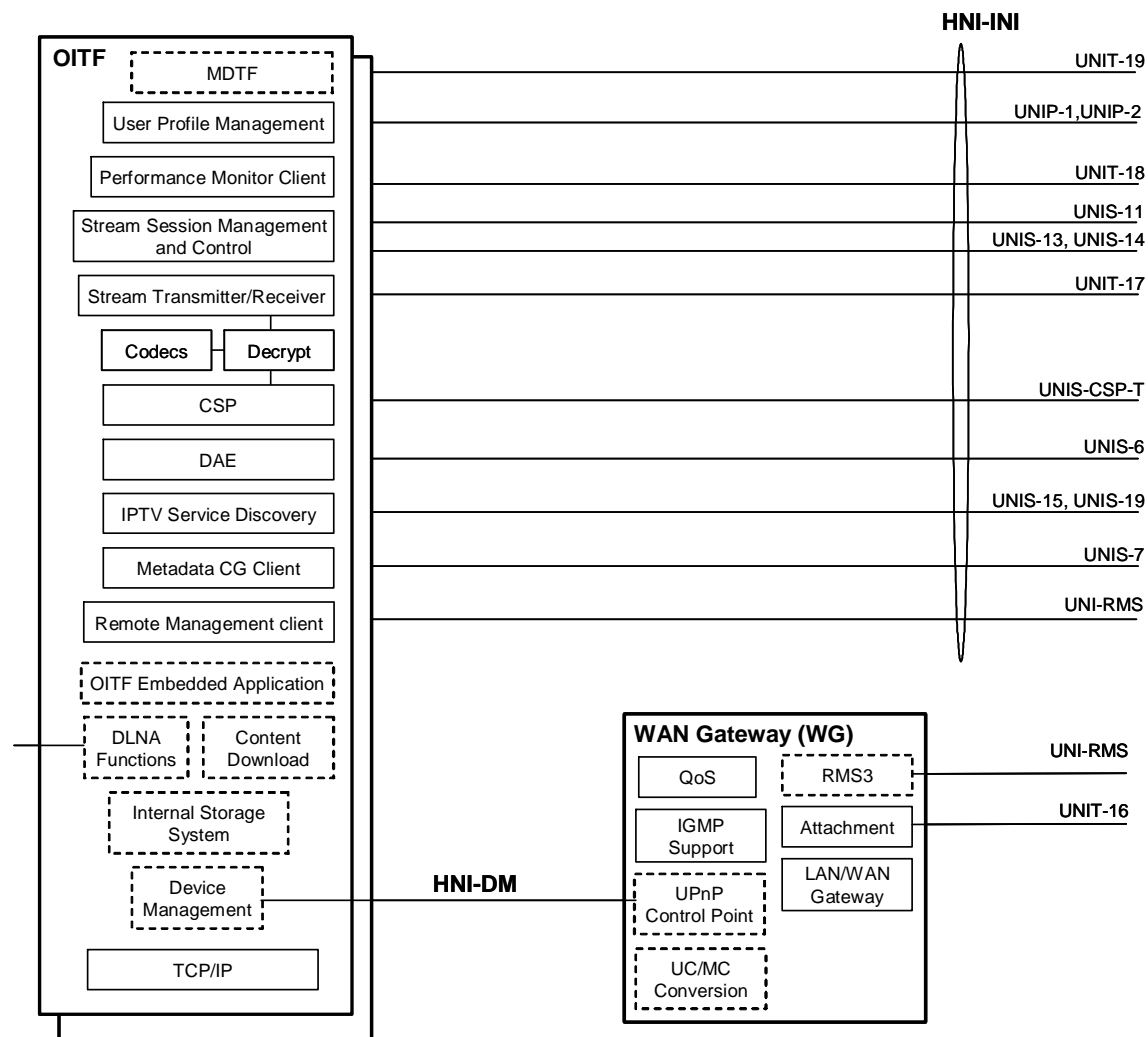 HNI-INI
OITF
MDTF
UNIT-19
User Profile Management
UNIP-1,UNIP-2
Performance Monitor Client
UNIT-18
Stream Session Management
and Control
UNIS-11
UNIS-13, UNIS-14
Stream Transmitter/Receiver
UNIT-17
Codecs
Decrypt
CSP
UNIS-CSP-T
DAE
UNIS-6
IPTV Service Discovery
UNIS-15, UNIS-19
Metadata CG Client
UNIS-7
Remote Management client
UNI-RMS
OITF Embedded Application
DLNA
Functions
Content
Download
Internal Storage
System
Device
Management
TCP/IP
HNI-DM
WAN Gateway (WG)
QoS
RMS3
UNI-RMS
IGMP
Support
Attachment
UNIT-16
UPnP
Control Point
LAN/WAN
Gateway
UC/MC
Conversion